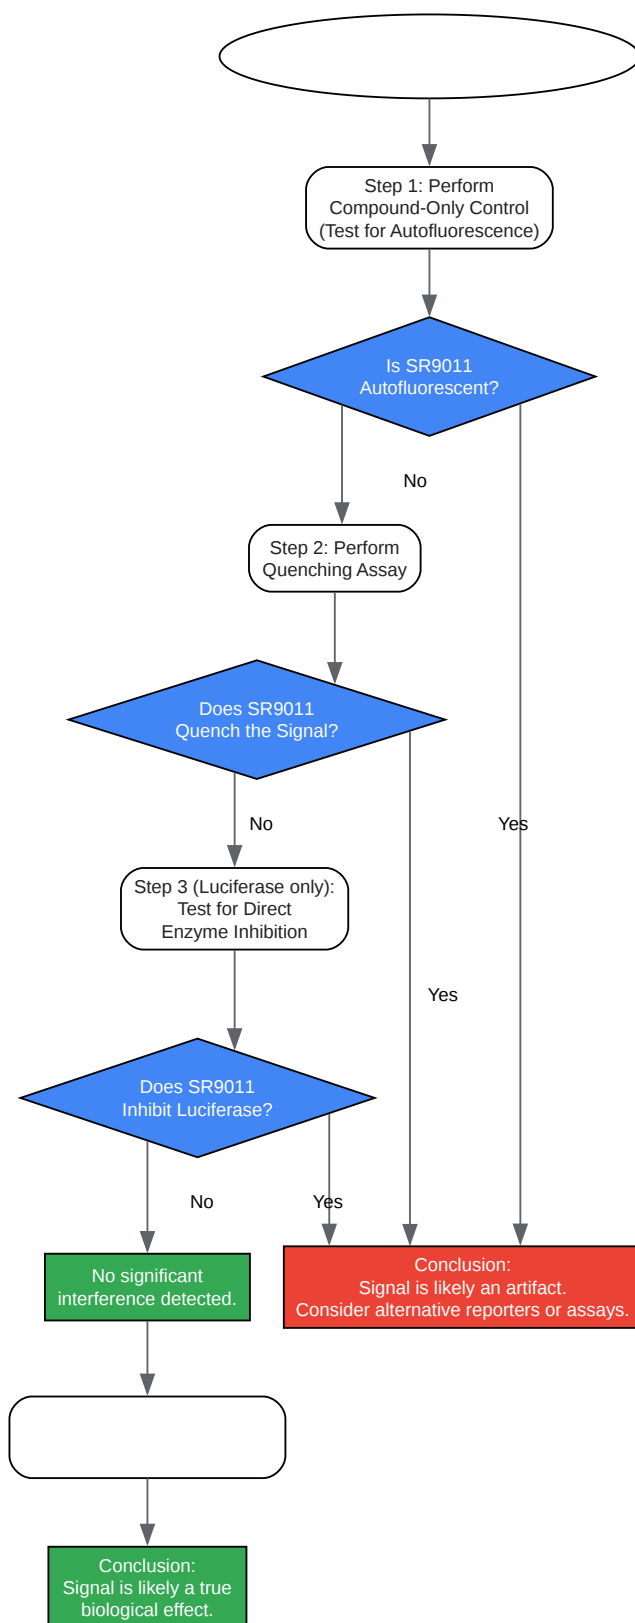 Step 1: Perform
Compound-Only Control
(Test for Autofluorescence)
Is SR9011
Autofluorescent?
No
Step 2: Perform
Quenching Assay
Does SR9011
Quench the Signal?
No
Yes
Step 3 (Luciferase only):
Test for Direct
Enzyme Inhibition
Yes
Does SR9011
Inhibit Luciferase?
No
Yes
No significant
interference detected.
Conclusion:
Signal is likely an artifact.
Consider alternative reporters or assays.
Conclusion:
Signal is likely a true
biological effect.